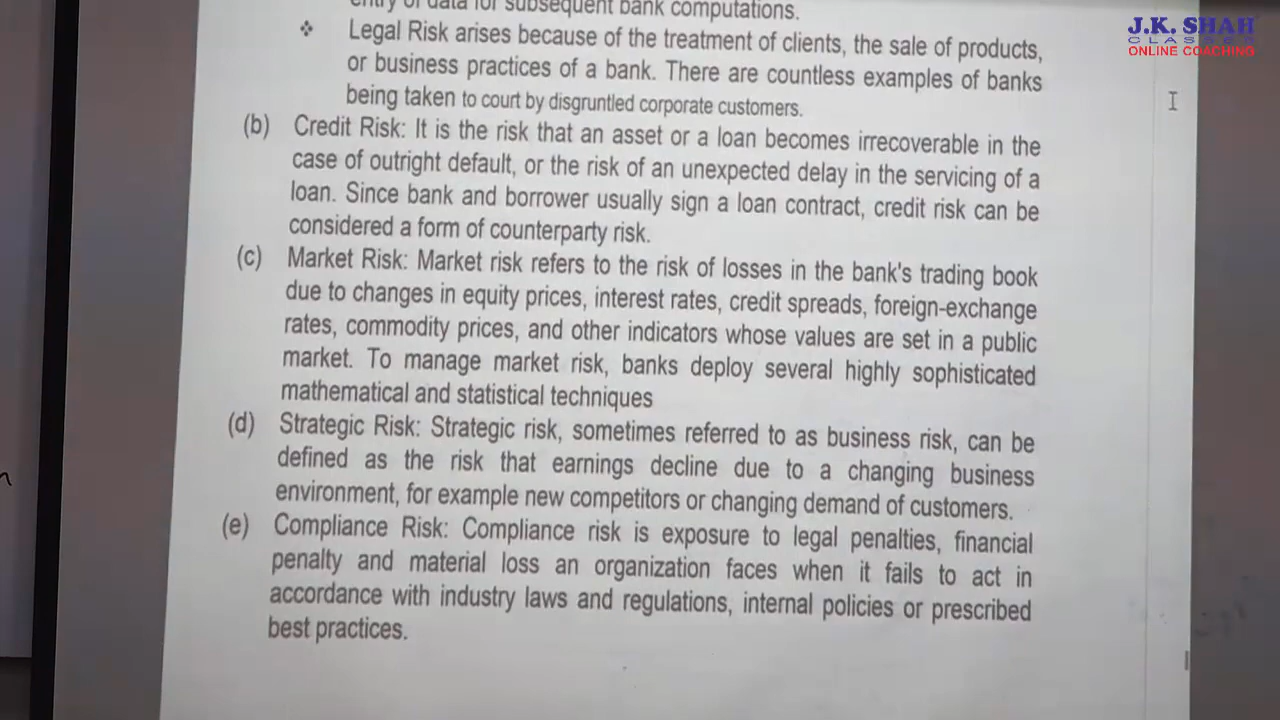 entry of data for subsequent bank computations.
J.K. SHAH
CLASSES
ONLINE COACHING
❖ Legal Risk arises because of the treatment of clients, the sale of products,
or business practices of a bank. There are countless examples of banks
being taken to court by disgruntled corporate customers.
(b) Credit Risk: It is the risk that an asset or a loan becomes irrecoverable in the
case of outright default, or the risk of an unexpected delay in the servicing of a
loan. Since bank and borrower usually sign a loan contract, credit risk can be
considered a form of counterparty risk.
(c) Market Risk: Market risk refers to the risk of losses in the bank's trading book
due to changes in equity prices, interest rates, credit spreads, foreign-exchange
rates, commodity prices, and other indicators whose values are set in a public
market. To manage market risk, banks deploy several highly sophisticated
mathematical and statistical techniques
(d) Strategic Risk: Strategic risk, sometimes referred to as business risk, can be
defined as the risk that earnings decline due to a changing business
environment, for example new competitors or changing demand of customers.
(e) Compliance Risk: Compliance risk is exposure to legal penalties, financial
penalty and material loss an organization faces when it fails to act in
accordance with industry laws and regulations, internal policies or prescribed
best practices.